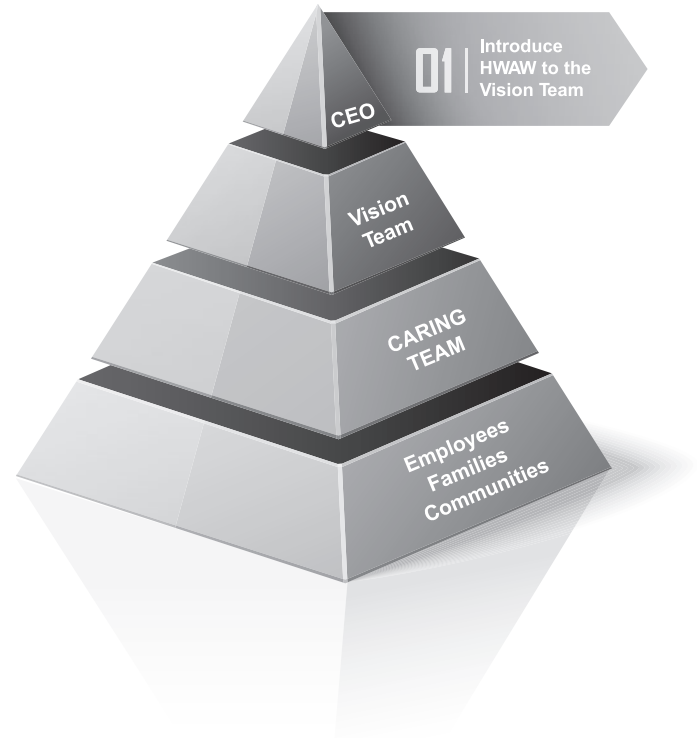 01
Introduce
HWAW to the
Vision Team
CEO
Vision
Team
CARING
TEAM
Employees
Families
Communities